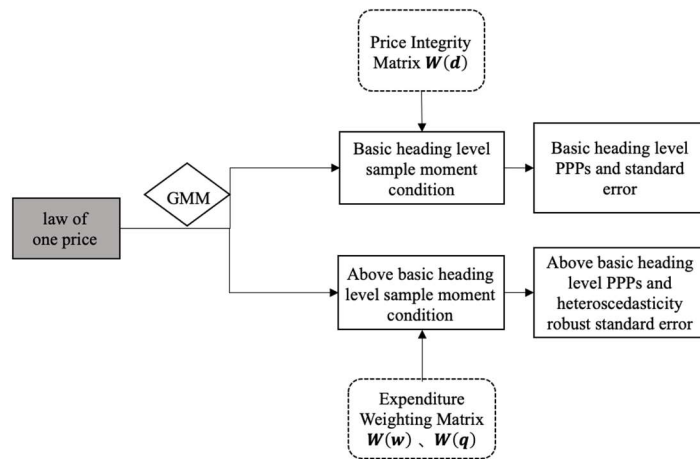 Price Integrity
Matrix W(d)
Basic heading level
sample moment
condition
Basic heading level
PPPs and standard
error
GMM
law of
one price
Above basic heading
level sample moment
condition
Above basic heading
level PPPs and
heteroscedasticity
robust standard error
Expenditure
Weighting Matrix
W(w) 、 W(q)